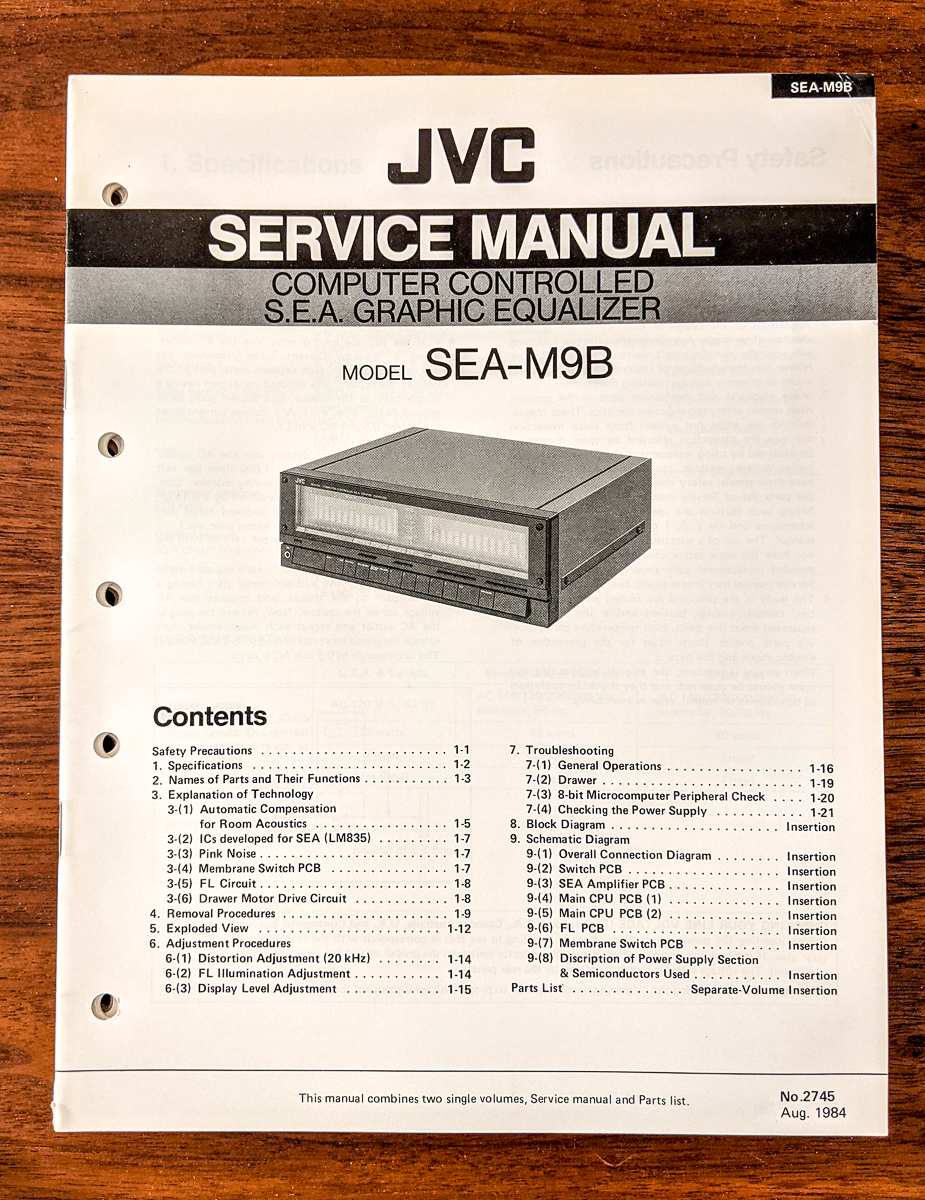 SEA-M9B
JVC
SERVICE MANUAL
COMPUTER CONTROLLED
S.E.A. GRAPHIC EQUALIZER
MODEL SEA-M9B
JVC
Contents
Safety Precautions . . . . . . . . . . . . . . . . . . . . . . . . 1-1
1. Specifications . . . . . . . . . . . . . . . . . . . . . . . . . 1-2
2. Names of Parts and Their Functions . . . . . . . . . . . 1-3
3. Explanation of Technology
3-(1) Automatic Compensation
for Room Acoustics . . . . . . . . . . . . . . . . . 1-5
3-(2) ICs developed for SEA (LM835) . . . . . . . . . 1-7
3-(3) Pink Noise . . . . . . . . . . . . . . . . . . . . . . . . 1-7
3-(4) Membrane Switch PCB . . . . . . . . . . . . . . . 1-7
3-(5) FL Circuit . . . . . . . . . . . . . . . . . . . . . . . . 1-8
3-(6) Drawer Motor Drive Circuit . . . . . . . . . . . . 1-8
4. Removal Procedures . . . . . . . . . . . . . . . . . . . . . 1-9
5. Exploded View . . . . . . . . . . . . . . . . . . . . . . . . 1-12
6. Adjustment Procedures
6-(1) Distortion Adjustment (20 kHz) . . . . . . . . . 1-14
6-(2) FL Illumination Adjustment . . . . . . . . . . . . 1-14
6-(3) Display Level Adjustment . . . . . . . . . . . . 1-15
7. Troubleshooting
7-(1) General Operations . . . . . . . . . . . . . . . . . . 1-16
7-(2) Drawer . . . . . . . . . . . . . . . . . . . . . . . . . . 1-19
7-(3) 8-bit Microcomputer Peripheral Check . . . . 1-20
7-(4) Checking the Power Supply . . . . . . . . . . . 1-21
8. Block Diagram . . . . . . . . . . . . . . . . . . . . . . Insertion
9. Schematic Diagram
9-(1) Overall Connection Diagram . . . . . . . . Insertion
9-(2) Switch PCB . . . . . . . . . . . . . . . . . . . . Insertion
9-(3) SEA Amplifier PCB . . . . . . . . . . . . . . Insertion
9-(4) Main CPU PCB (1) . . . . . . . . . . . . . . . Insertion
9-(5) Main CPU PCB (2) . . . . . . . . . . . . . . . Insertion
9-(6) FL PCB . . . . . . . . . . . . . . . . . . . . . . Insertion
9-(7) Membrane Switch PCB . . . . . . . . . . . . Insertion
9-(8) Discription of Power Supply Section
& Semiconductors Used . . . . . . . . . . . Insertion
Parts List . . . . . . . . . . . . . . Separate-Volume Insertion
This manual combines two single volumes, Service manual and Parts list.
No.2745
Aug. 1984